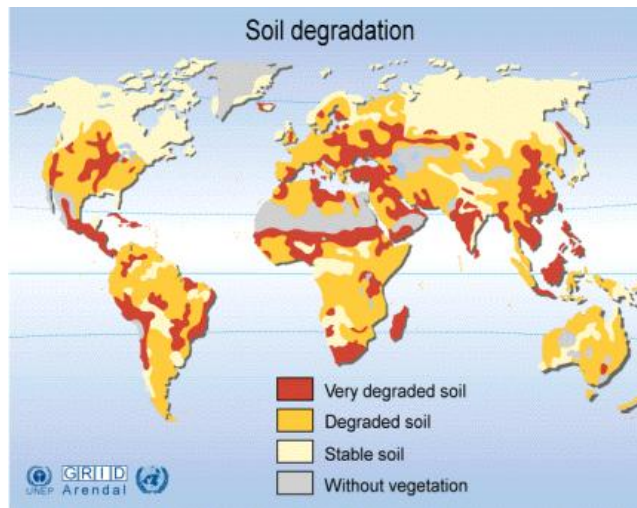 Soil degradation
Very degraded soil
Degraded soil
Stable soil
Without vegetation
UNEP
GRID
Arendal